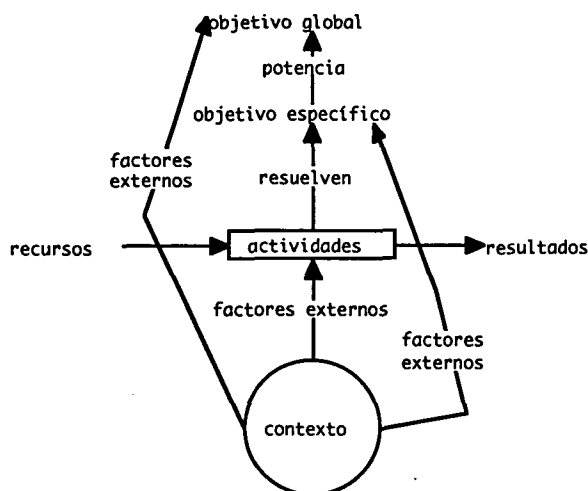 objetivo global
potencia
objetivo específico
factores
externos
resuelven
recursos
actividades
resultados
factores externos
factores
externos
contexto